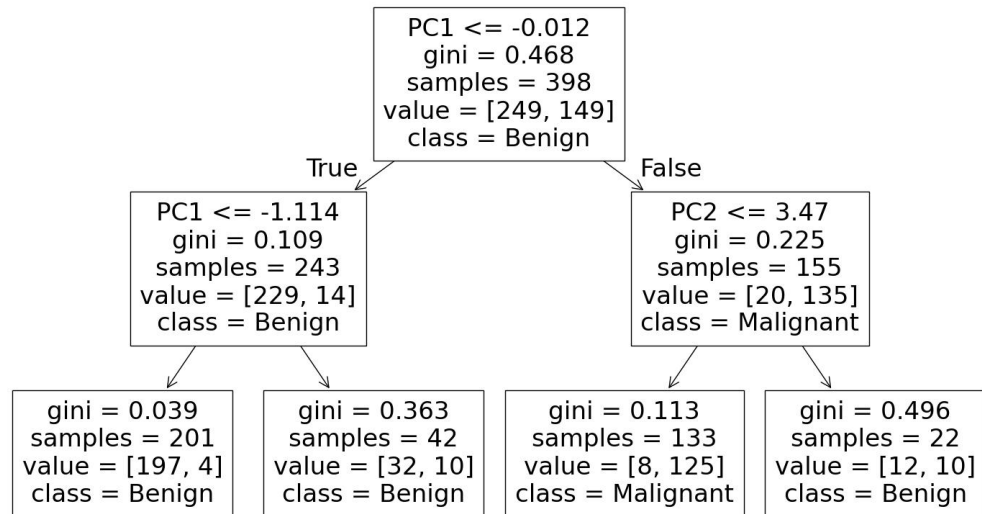 PC1 <= -0.012
gini = 0.468
samples = 398
value = [249, 149]
class = Benign
True
False
PC1 <= -1.114
gini = 0.109
samples = 243
value = [229, 14]
class = Benign
PC2 <= 3.47
gini = 0.225
samples = 155
value = [20, 135]
class = Malignant
gini = 0.039
samples = 201
value = [197, 4]
class = Benign
gini = 0.363
samples = 42
value = [32, 10]
class = Benign
gini = 0.113
samples = 133
value = [8, 125]
class = Malignant
gini = 0.496
samples = 22
value = [12, 10]
class = Benign